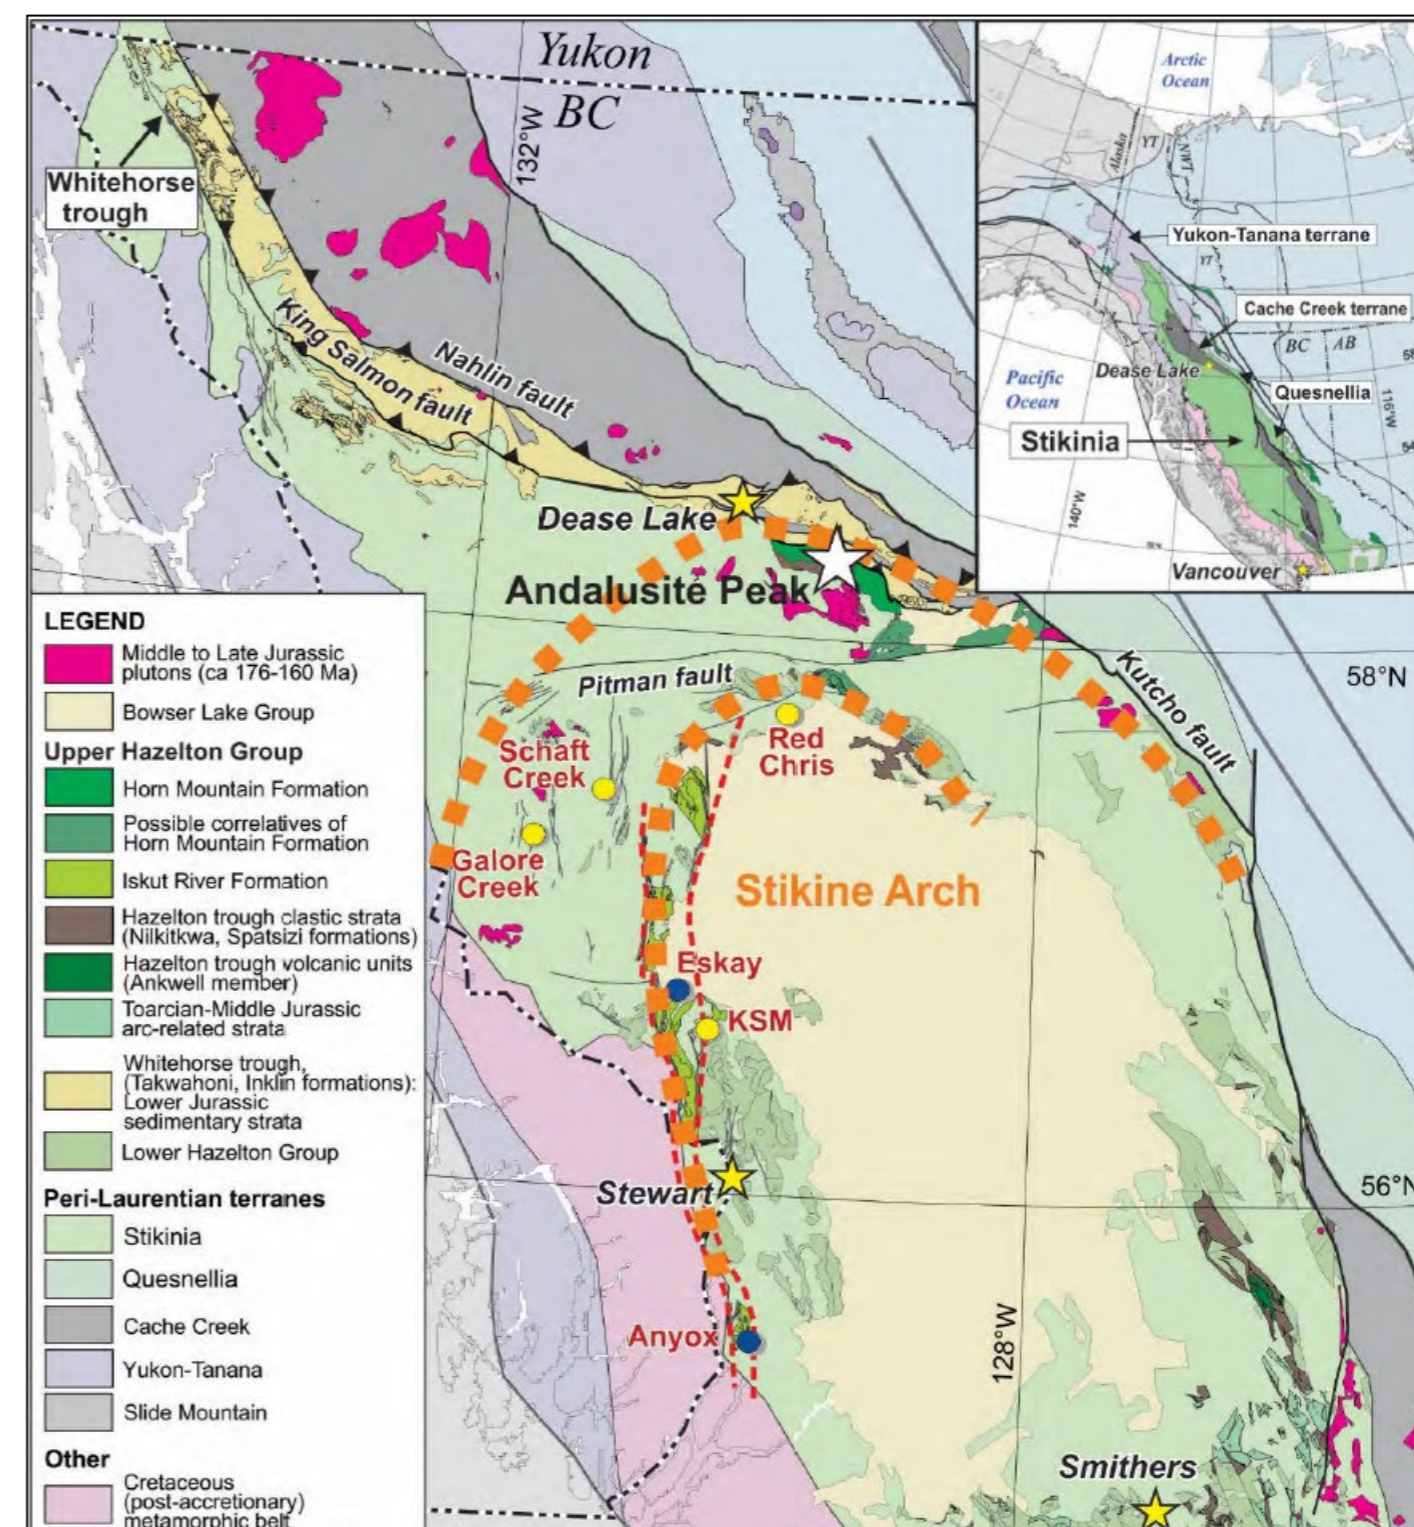 Yukon
BC
132°W
Whitehorse
trough
King Salmon fault
Nahlin fault
Dease Lake
Andalusite Peak
Pitman fault
Kutcho fault
58°N
Schaft
Creek
Red
Chris
Galore
Creek
Stikine Arch
Eskay
KSM
Stewart
56°N
Anyox
128°W
Smithers
Arctic
Ocean
Alaska
YT
NWT
Yukon-Tanana terrane
YT
Cache Creek terrane
BC
AB
Dease Lake
Pacific
Ocean
Quesnellia
116°W
Stikinia
140°W
Vancouver
LEGEND
Middle to Late Jurassic
plutons (ca 176-160 Ma)
Bowser Lake Group
Upper Hazelton Group
Horn Mountain Formation
Possible correlatives of
Horn Mountain Formation
Iskut River Formation
Hazelton trough clastic strata
(Nilkitkwa, Spatsizi formations)
Hazelton trough volcanic units
(Ankwell member)
Toarcian-Middle Jurassic
arc-related strata
Whitehorse trough,
(Takwahoni, Inklin formations):
Lower Jurassic
sedimentary strata
Lower Hazelton Group
Peri-Laurentian terranes
Stikinia
Quesnellia
Cache Creek
Yukon-Tanana
Slide Mountain
Other
Cretaceous
(post-accretionary)
metamorphic belt